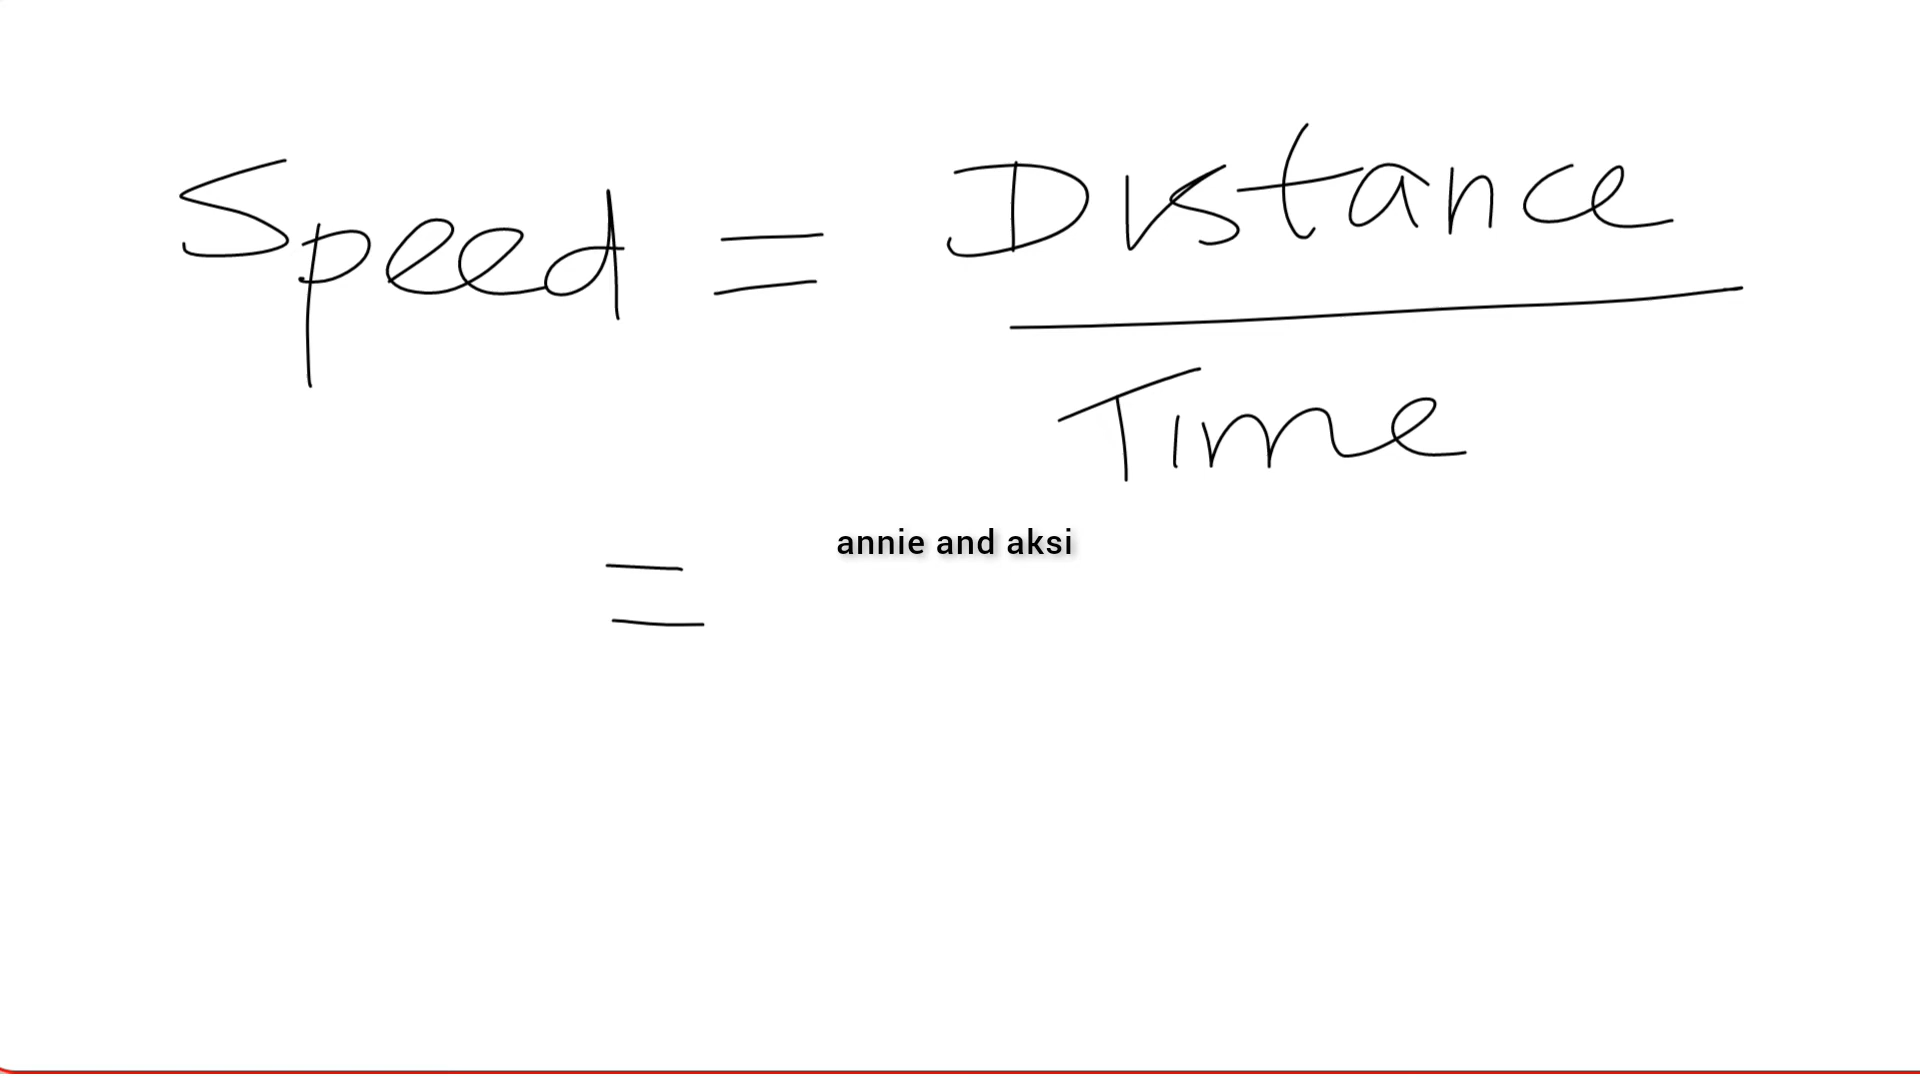 Speed = Distance
Time
=
annie and aksi